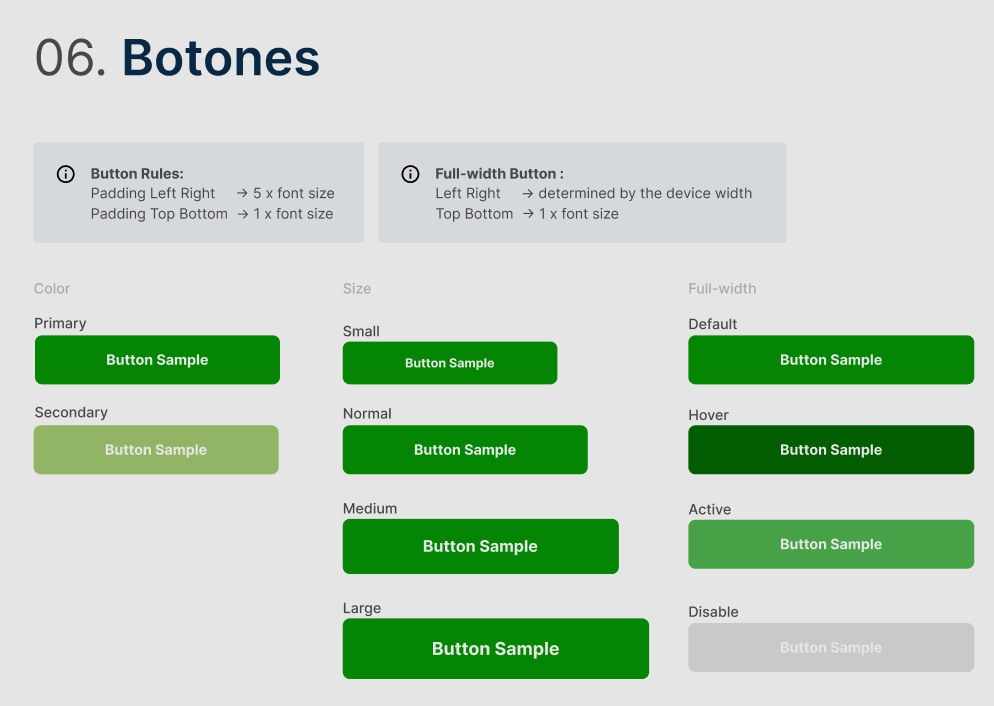 06. Botones
Button Rules:
Padding Left Right → 5 x font size
Padding Top Bottom → 1 x font size
Full-width Button :
Left Right → determined by the device width
Top Bottom → 1 x font size
Color
Primary
Button Sample
Secondary
Button Sample
Size
Small
Button Sample
Normal
Button Sample
Medium
Button Sample
Large
Button Sample
Full-width
Default
Button Sample
Hover
Button Sample
Active
Button Sample
Disable
Button Sample